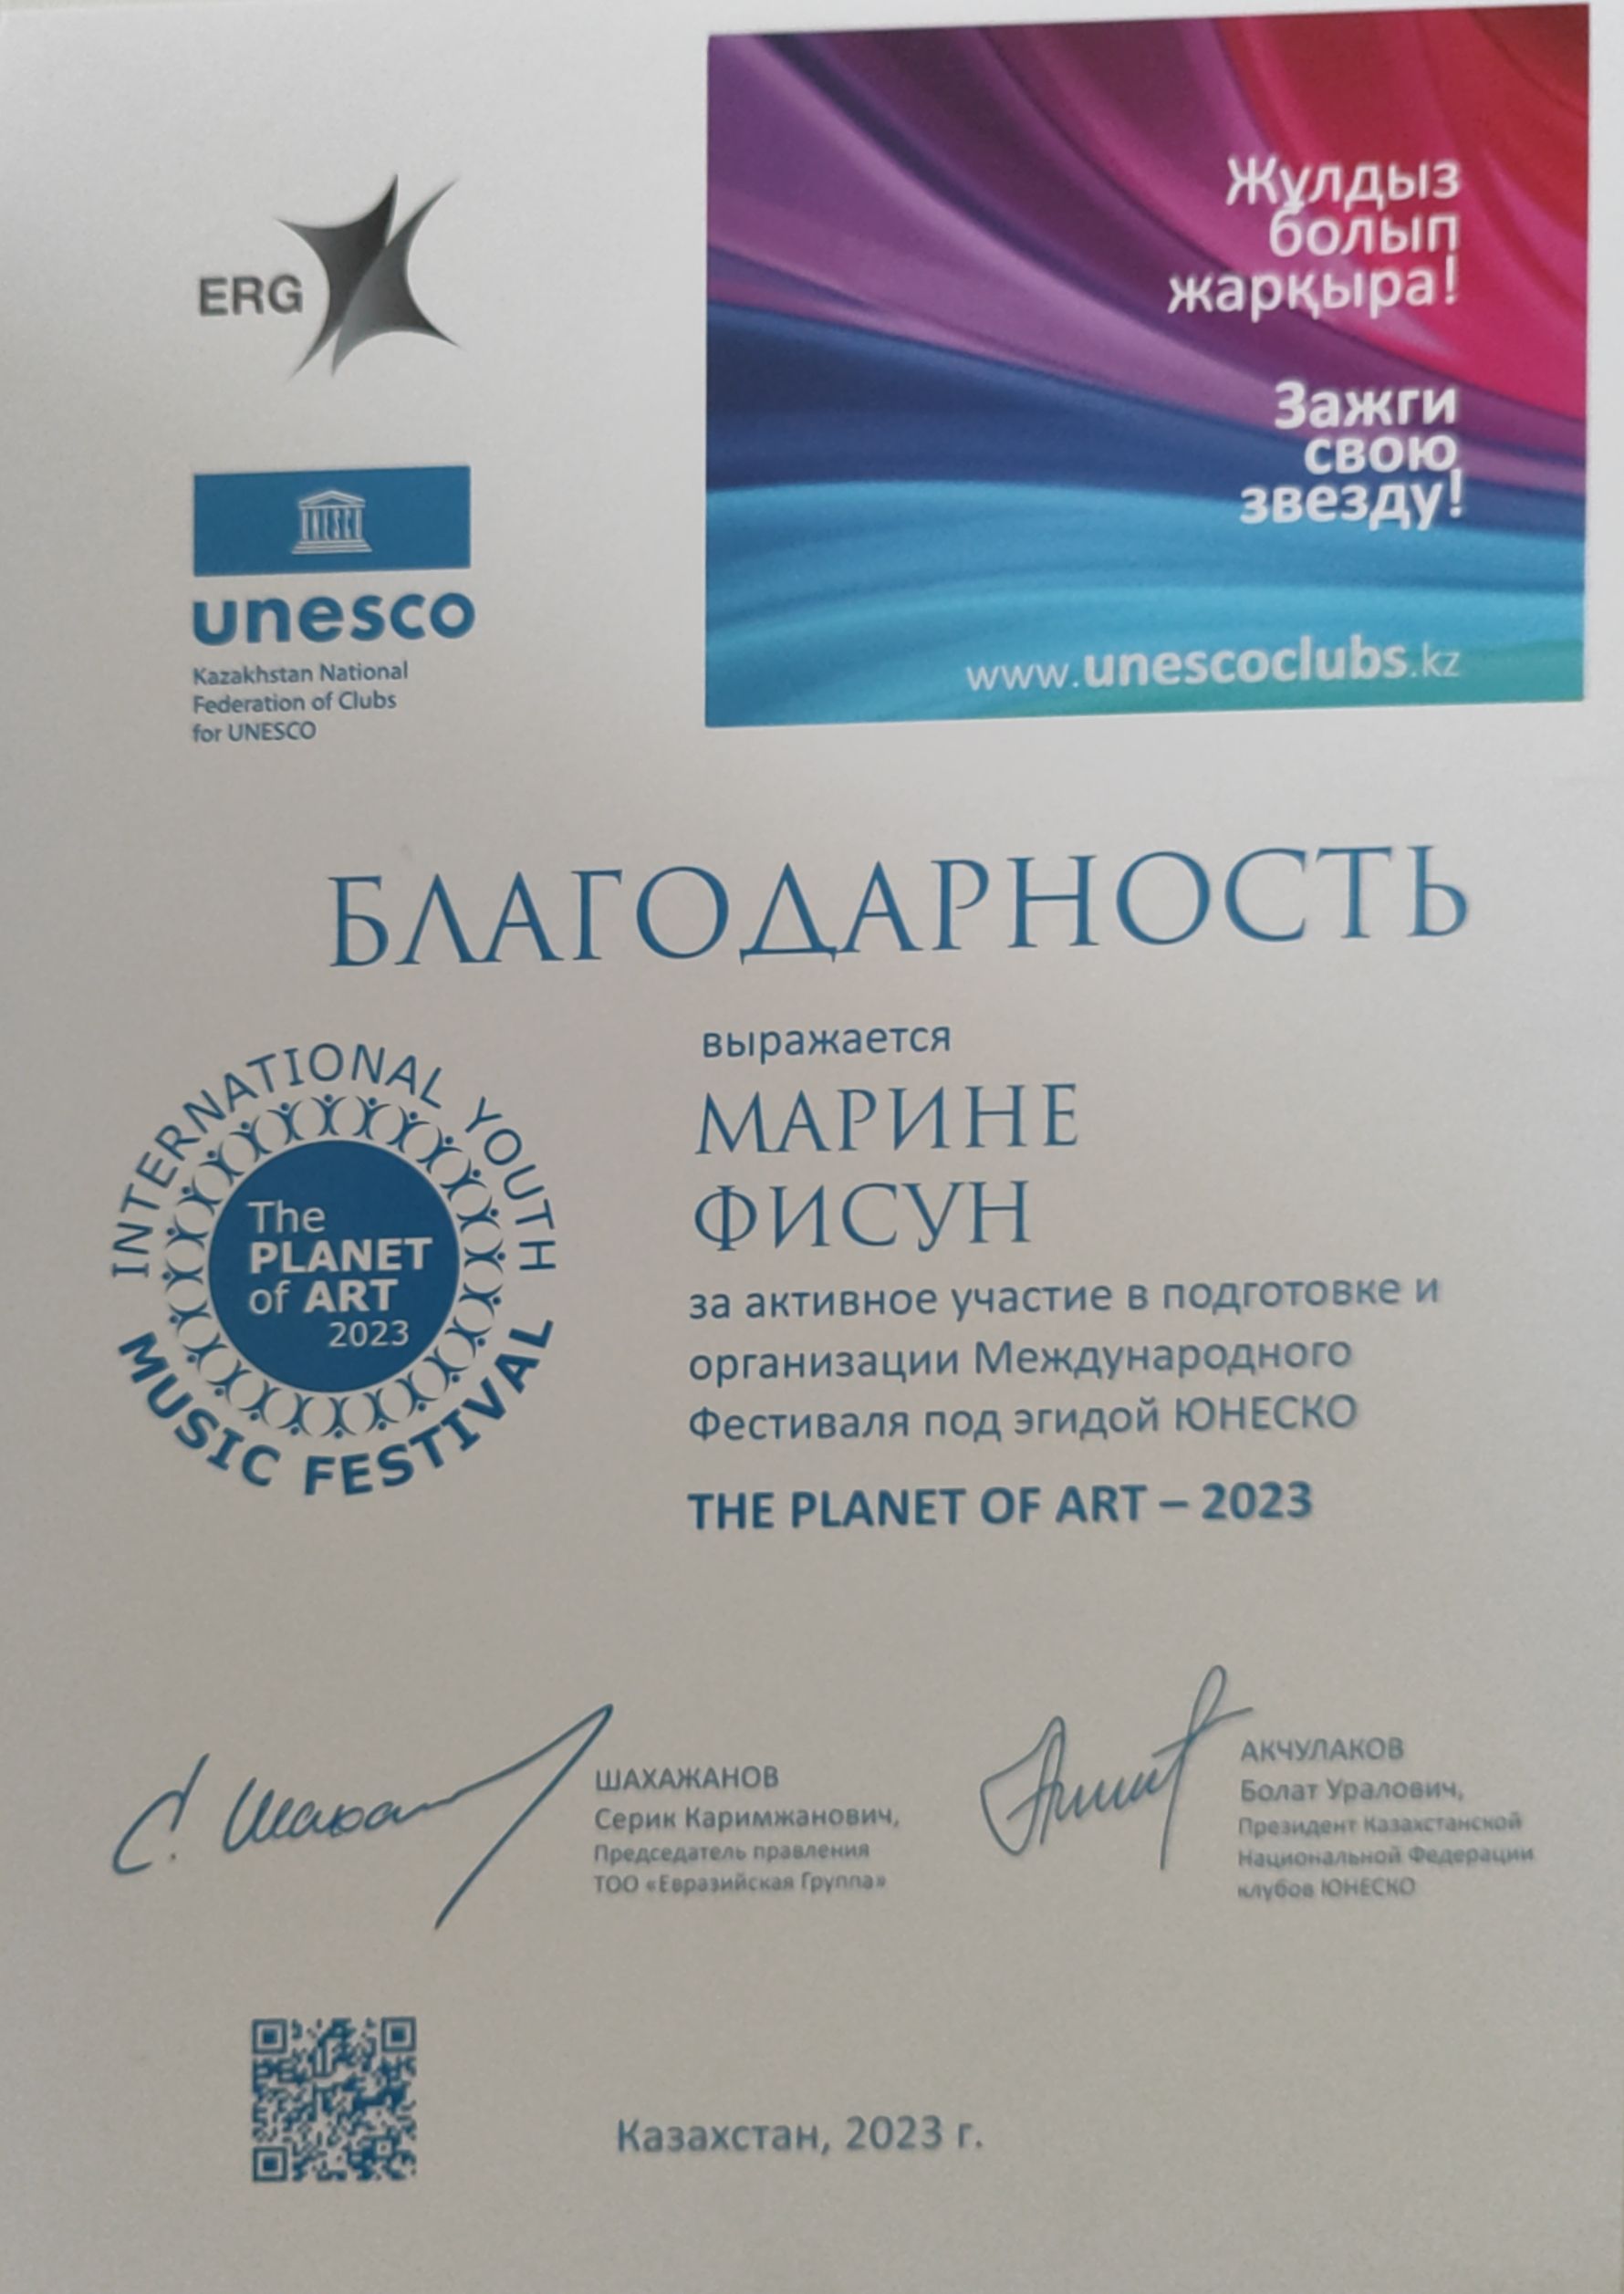 ERG
UNESCO
unesco
Kazakhstan National
Federation of Clubs
for UNESCO
Жұлдыз
болып
жарқыра!
Зажги
свою
звезду!
www.unescoclubs.kz
БЛАГОДАРНОСТЬ
INTERNATIONAL YOUTH
MUSIC FESTIVAL
The
PLANET
of ART
2023
выражается
МАРИНЕ
ФИСУН
за активное участие в подготовке и
организации Международного
Фестиваля под эгидой ЮНЕСКО
THE PLANET OF ART – 2023
ШАХАЖАНОВ
Серик Каримжанович,
Председатель правления
ТОО «Евразийская Группа»
АКЧУЛАКОВ
Болат Уралович,
Президент Казахстанской
Национальной Федерации
клубов ЮНЕСКО
Казахстан, 2023 г.